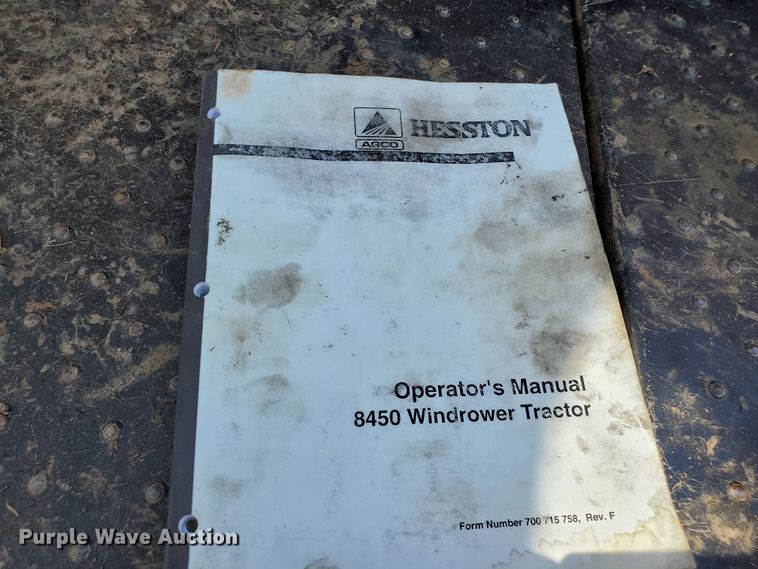 HESSTON
AGCO
Operator's Manual
8450 Windrower Tractor
Form Number 700 715 758, Rev. F
Purple Wave Auction